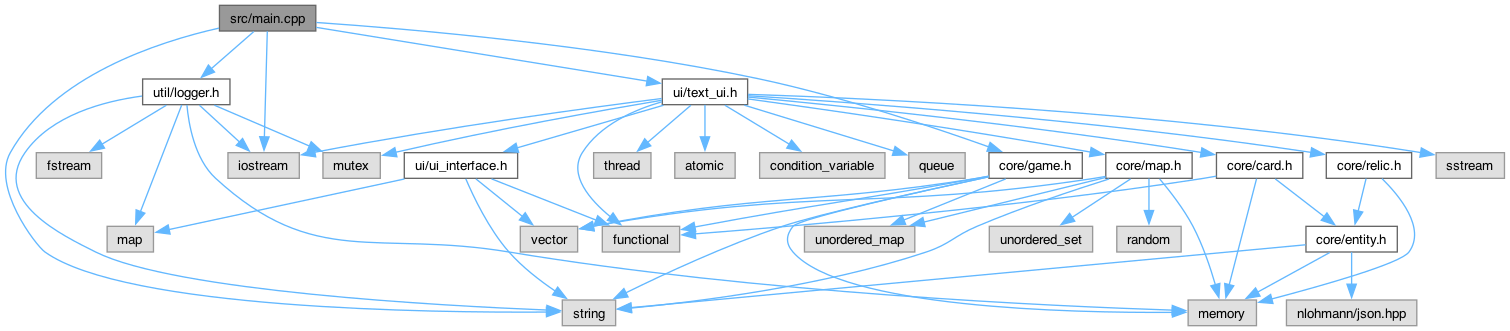 src/main.cpp
util/logger.h
ui/text_ui.h
fstream
iostream
mutex
ui/ui_interface.h
thread
atomic
condition_variable
queue
core/game.h
core/map.h
core/card.h
core/relic.h
sstream
map
vector
functional
unordered_map
unordered_set
random
core/entity.h
string
memory
nlohmann/json.hpp